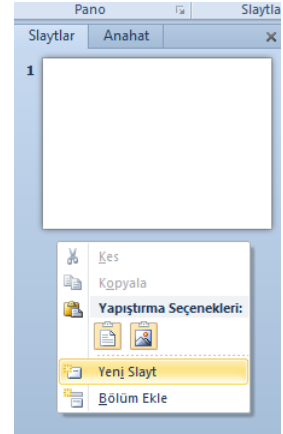 Pano Slaytla
Slaytlar Anahat
1
Kes
Kopyala
Yapıştırma Seçenekleri:
Yeni Slayt
Bölüm Ekle